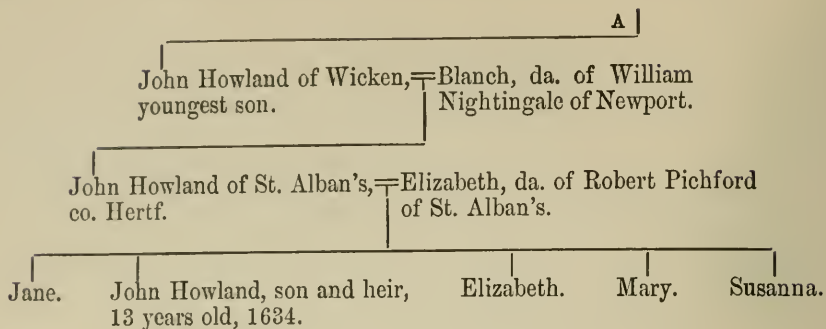 A
John Howland of Wicken, Blanch, da. of William
youngest son. Nightingale of Newport.
John Howland of St. Alban's, Elizabeth, da. of Robert Pichford
co. Hertf. of St. Alban's.
Jane. John Howland, son and heir, Elizabeth. Mary. Susanna.
13 years old, 1634.